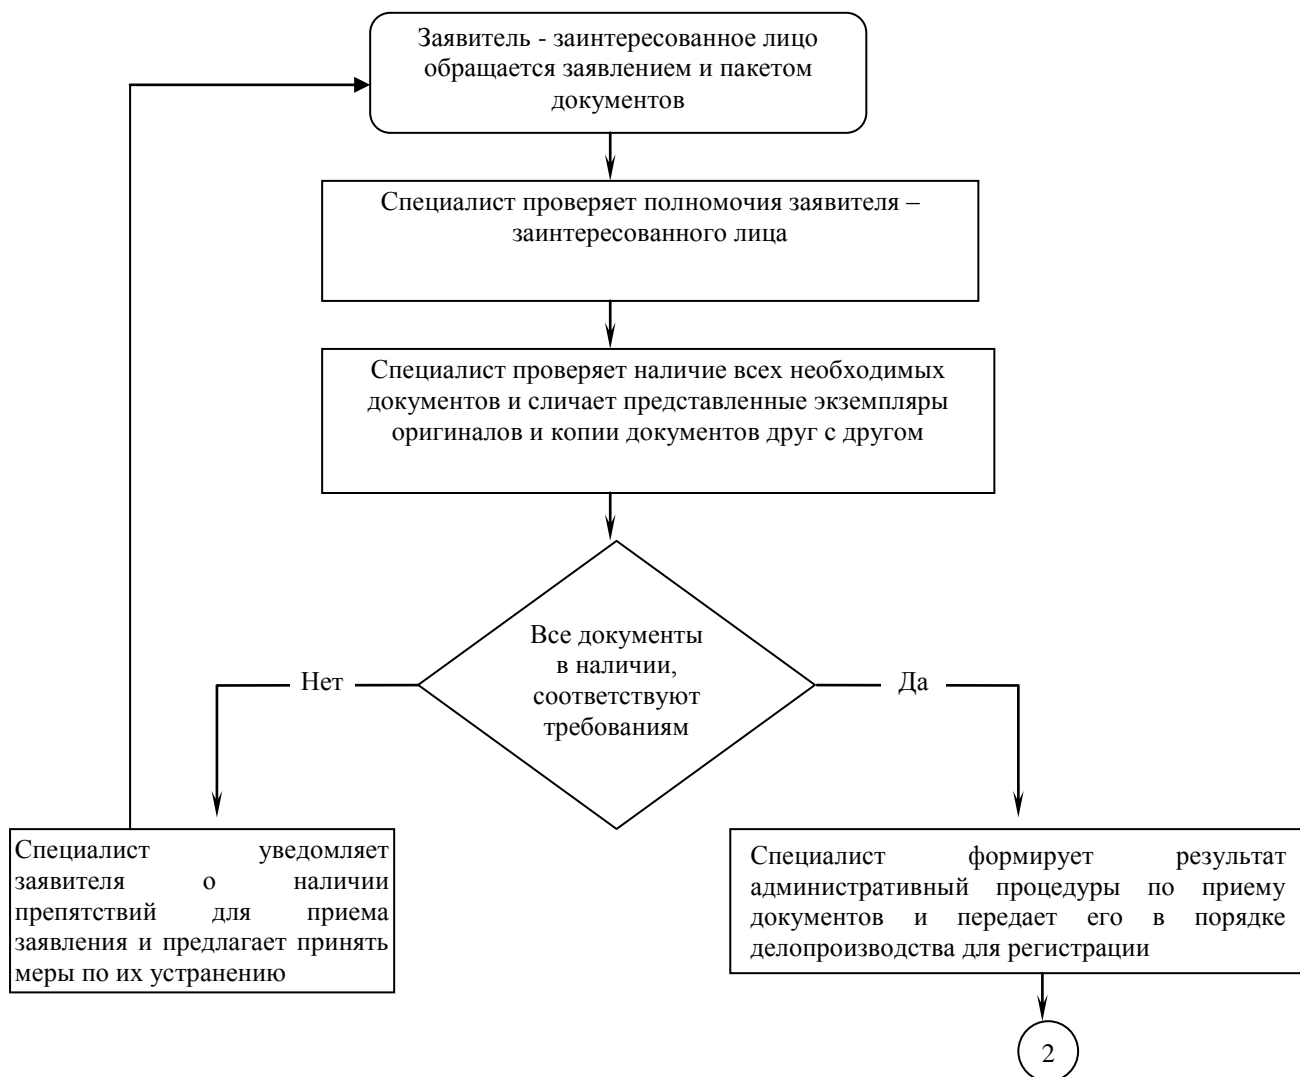 Заявитель - заинтересованное лицо
обращается заявлением и пакетом
документов
Специалист проверяет полномочия заявителя –
заинтересованного лица
Специалист проверяет наличие всех необходимых
документов и сличает представленные экземпляры
оригиналов и копии документов друг с другом
Все документы
в наличии,
соответствуют
требованиям
Нет
Да
Специалист уведомляет
заявителя о наличии
препятствий для приема
заявления и предлагает принять
меры по их устранению
Специалист формирует результат
административный процедуры по приему
документов и передает его в порядке
делопроизводства для регистрации
2